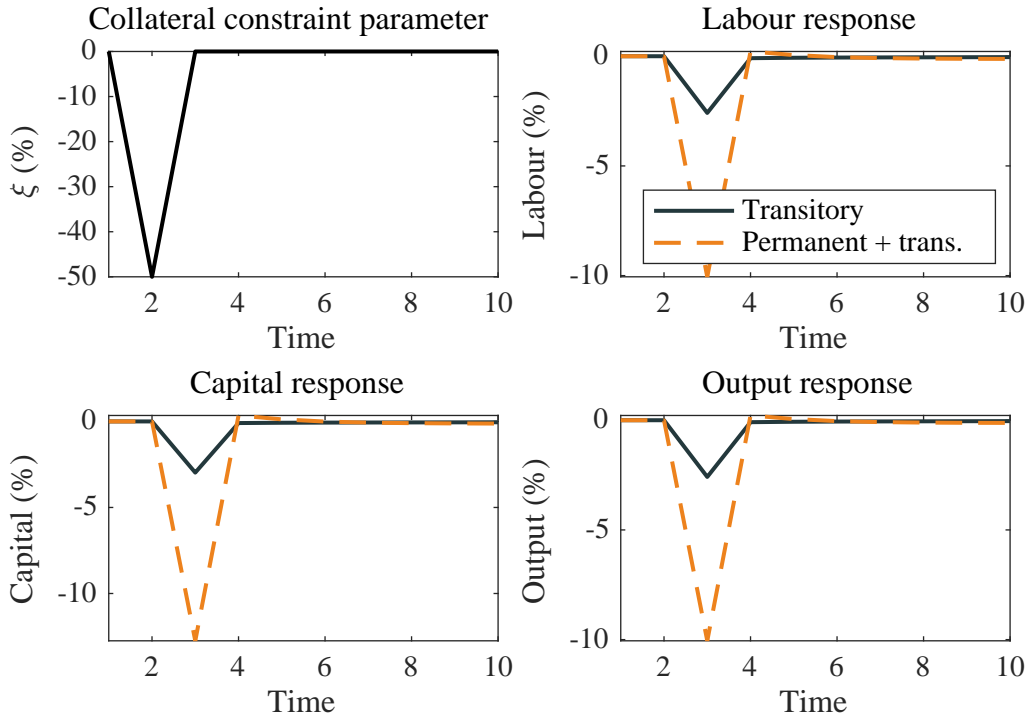 Collateral constraint parameter
0
-10
-20
-30
-40
-50
ξ (%)
2
4
6
8
10
Time
Labour response
0
-5
-10
Labour (%)
Transitory
Permanent + trans.
2
4
6
8
10
Time
Capital response
0
-5
-10
Capital (%)
2
4
6
8
10
Time
Output response
0
-5
-10
Output (%)
2
4
6
8
10
Time